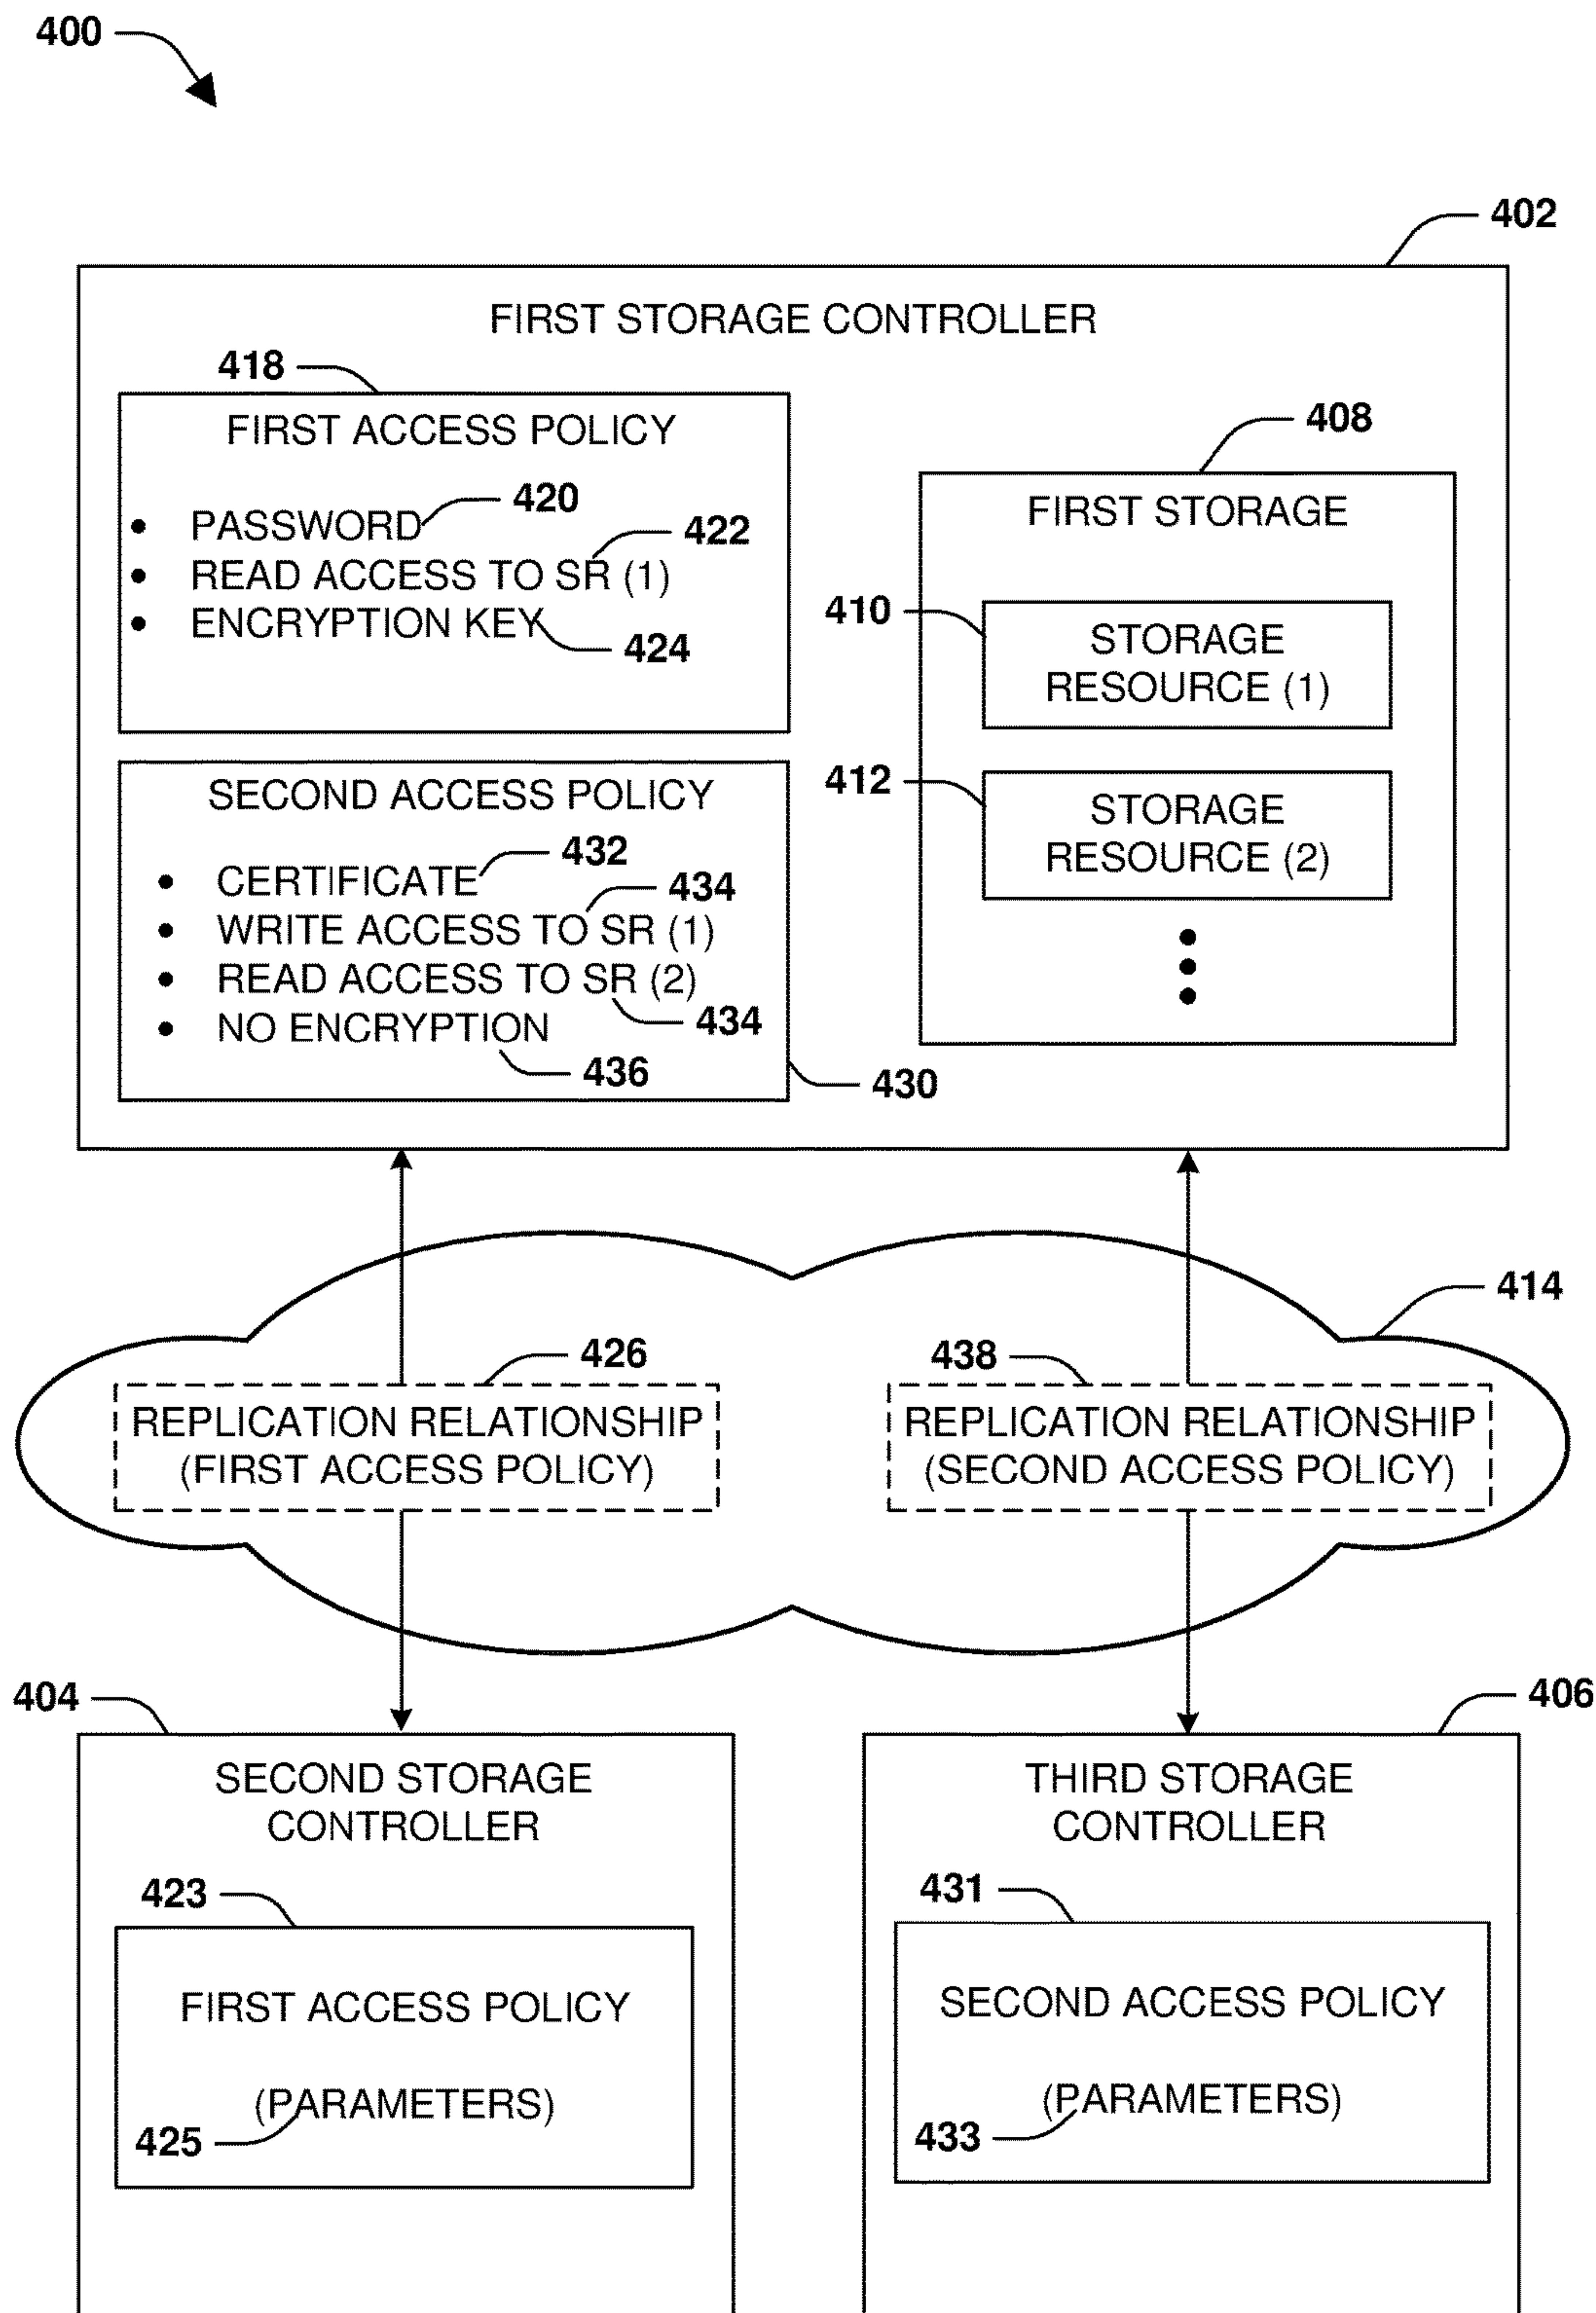 400
402
FIRST STORAGE CONTROLLER
418
FIRST ACCESS POLICY
• PASSWORD 420
• READ ACCESS TO SR (1) 422
• ENCRYPTION KEY 424
408
FIRST STORAGE
410
STORAGE
RESOURCE (1)
412
STORAGE
RESOURCE (2)
SECOND ACCESS POLICY
• CERTIFICATE 432
• WRITE ACCESS TO SR (1) 434
• READ ACCESS TO SR (2) 434
• NO ENCRYPTION 436
430
414
426
REPLICATION RELATIONSHIP
(FIRST ACCESS POLICY)
438
REPLICATION RELATIONSHIP
(SECOND ACCESS POLICY)
404
SECOND STORAGE
CONTROLLER
423
FIRST ACCESS POLICY
(PARAMETERS)
425
406
THIRD STORAGE
CONTROLLER
431
SECOND ACCESS POLICY
(PARAMETERS)
433